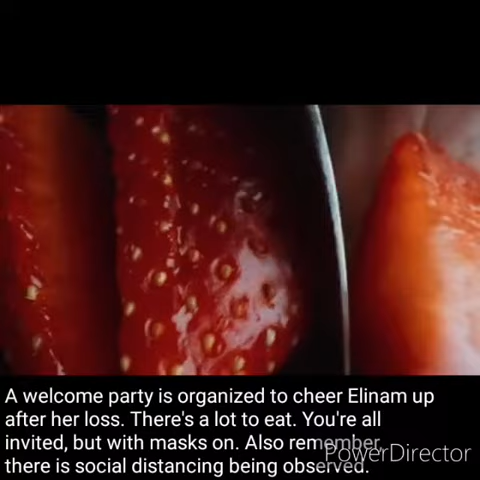 A welcome party is organized to cheer Elinam up
after her loss. There's a lot to eat. You're all
invited, but with masks on. Also remember,
there is social distancing being observed.
PowerDirector